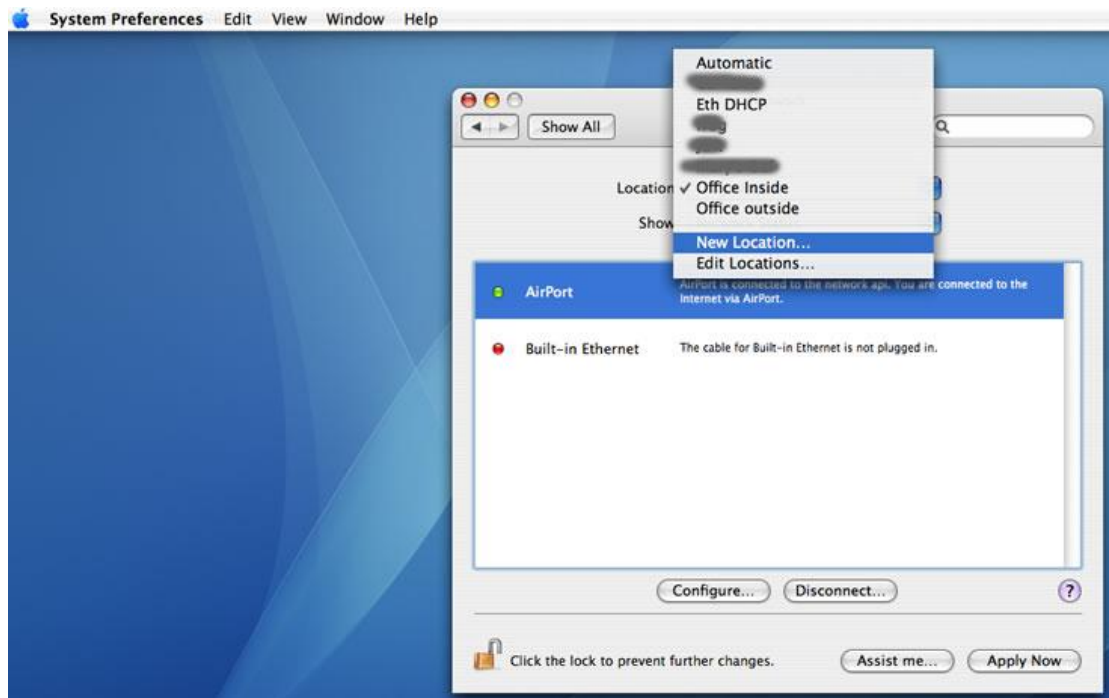 System Preferences Edit View Window Help
Automatic
Eth DHCP
Show All
Location
✓ Office Inside
Office outside
Show
New Location...
Edit Locations...
AirPort
AirPort is connected to the network api. You are connected to the
Internet via AirPort.
Built-in Ethernet
The cable for Built-in Ethernet is not plugged in.
Configure...
Disconnect...
?
Click the lock to prevent further changes.
Assist me...
Apply Now